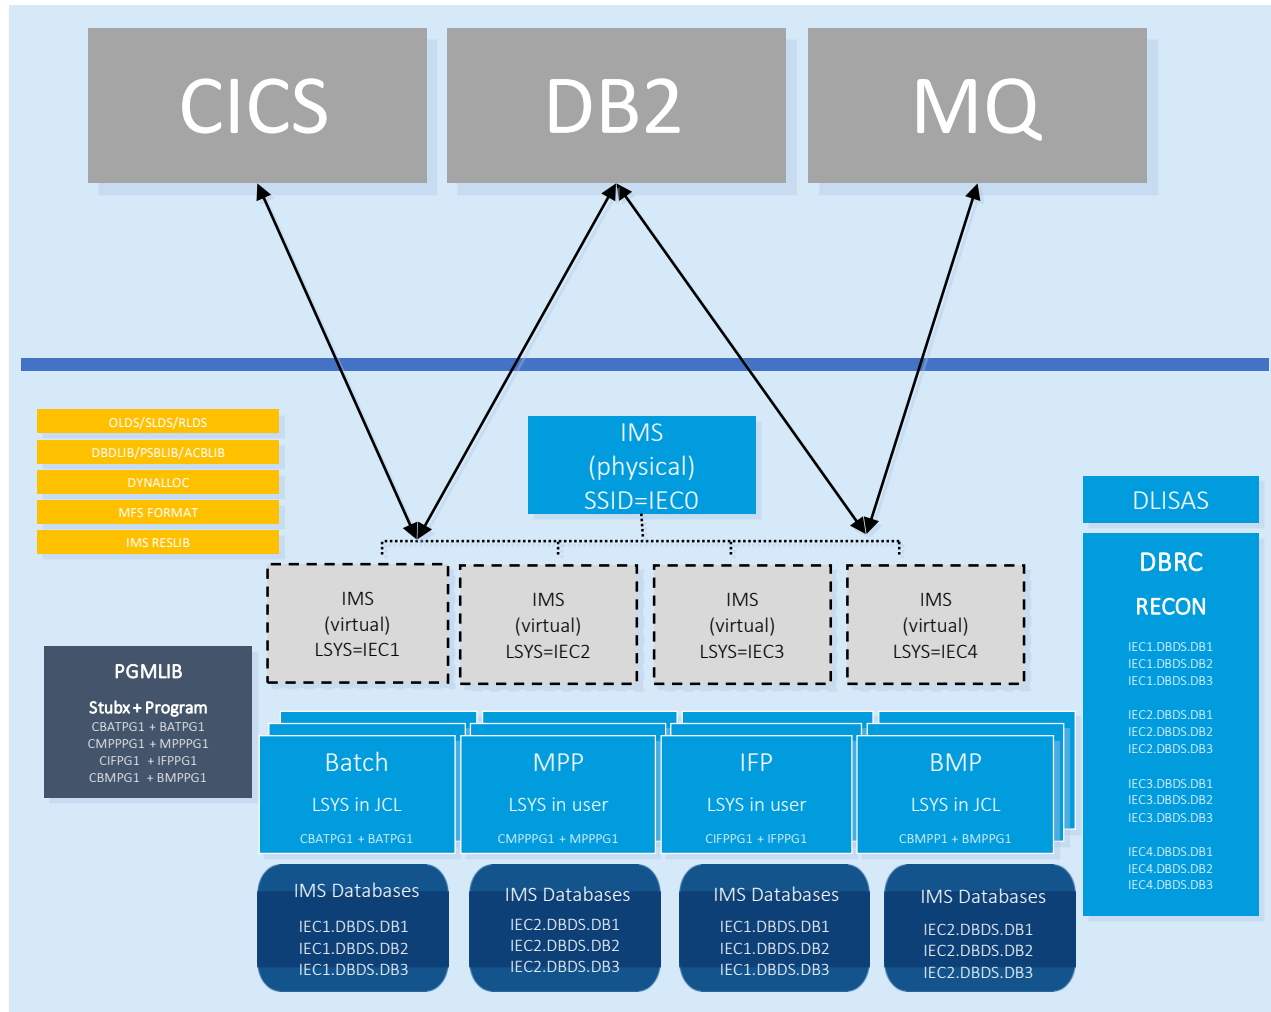 CICS
DB2
MQ
OLDS/SLDS/RLDS
DBDLIB/PSBLIB/ACBLIB
DYNALLOC
MFS FORMAT
IMS RESLIB
IMS
(physical)
SSID=IEC0
DLISAS
DBRC
RECON
IEC1.DBDS.DB1
IEC1.DBDS.DB2
IEC1.DBDS.DB3
IEC2.DBDS.DB1
IEC2.DBDS.DB2
IEC2.DBDS.DB3
IEC3.DBDS.DB1
IEC3.DBDS.DB2
IEC3.DBDS.DB3
IEC4.DBDS.DB1
IEC4.DBDS.DB2
IEC4.DBDS.DB3
IMS
(virtual)
LSYS=IEC1
IMS
(virtual)
LSYS=IEC2
IMS
(virtual)
LSYS=IEC3
IMS
(virtual)
LSYS=IEC4
PGMLIB
Stubx + Program
CBATPG1 + BATPG1
CMPPPG1 + MPPPG1
CIFPG1 + IFPPG1
CBMPG1 + BMPPG1
Batch
LSYS in JCL
CBATPG1 + BATPG1
MPP
LSYS in user
CMPPPG1 + MPPPG1
IFP
LSYS in user
CIFPPG1 + IFPPG1
BMP
LSYS in JCL
CBMPP1 + BMPPG1
IMS Databases
IEC1.DBDS.DB1
IEC1.DBDS.DB2
IEC1.DBDS.DB3
IMS Databases
IEC2.DBDS.DB1
IEC2.DBDS.DB2
IEC2.DBDS.DB3
IMS Databases
IEC1.DBDS.DB1
IEC1.DBDS.DB2
IEC1.DBDS.DB3
IMS Databases
IEC2.DBDS.DB1
IEC2.DBDS.DB2
IEC2.DBDS.DB3